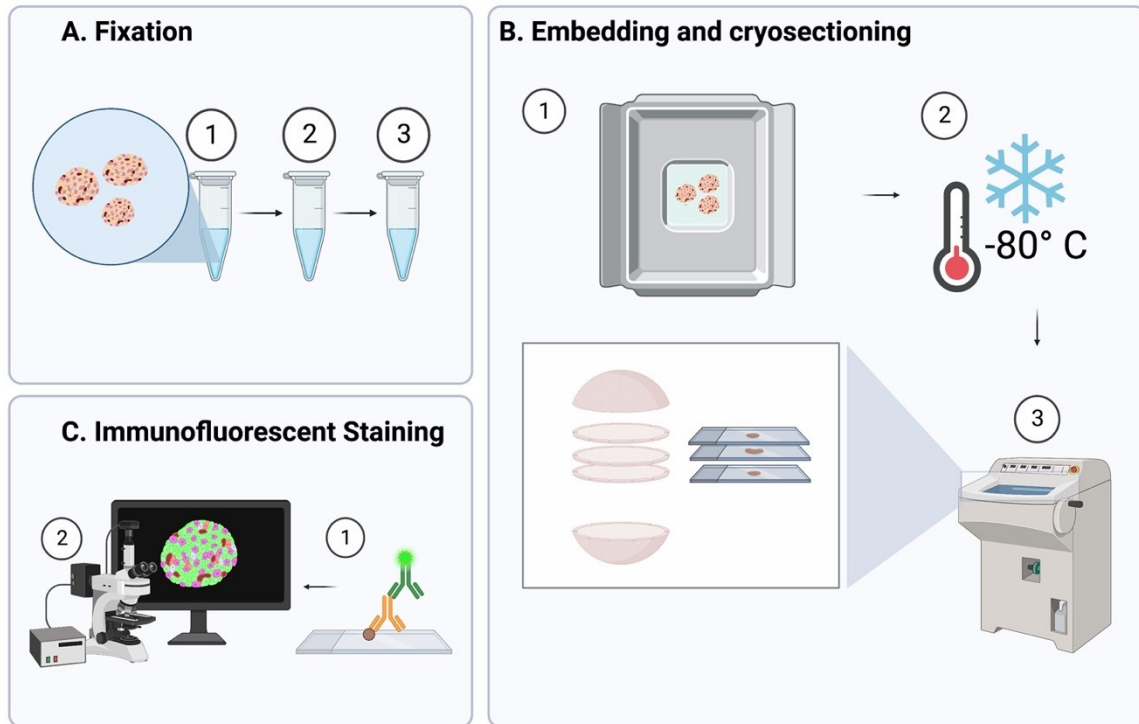 A. Fixation
1
2
3
B. Embedding and cryosectioning
1
2
-80° C
3
C. Immunofluorescent Staining
2
1